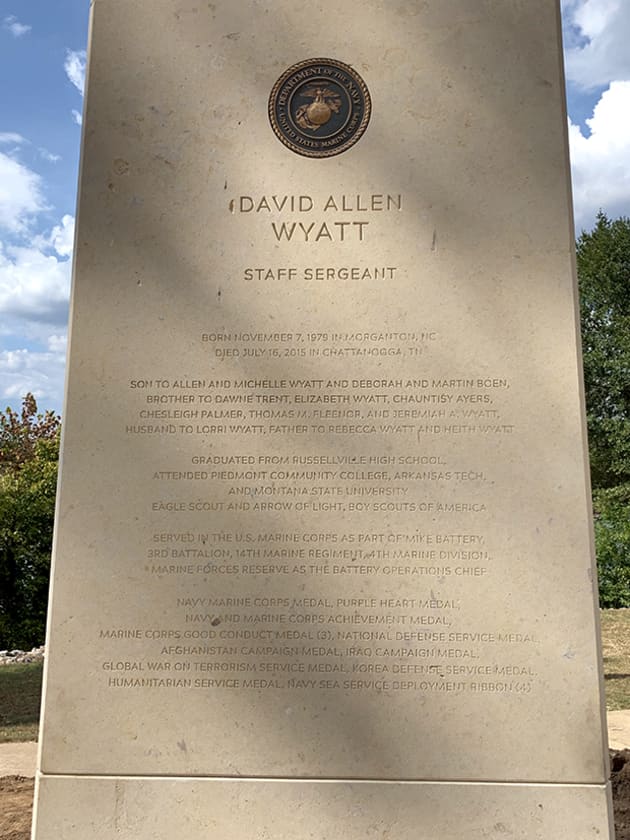 DEPARTMENT OF THE NAVY
UNITED STATES MARINE CORPS
DAVID ALLEN
WYATT
STAFF SERGEANT
BORN NOVEMBER 7, 1979 IN MORGANTON, NC
DIED JULY 16, 2015 IN CHATTANOOGA, TN
SON TO ALLEN AND MICHELLE WYATT AND DEBORAH AND MARTIN BOEN,
BROTHER TO DAWNE TRENT, ELIZABETH WYATT, CHAUNTISY AYERS,
CHESLEIGH PALMER, THOMAS M. FLEENOR, AND JEREMIAH A. WYATT,
HUSBAND TO LORRI WYATT, FATHER TO REBECCA WYATT AND HEITH WYATT
GRADUATED FROM RUSSELLVILLE HIGH SCHOOL,
ATTENDED PIEDMONT COMMUNITY COLLEGE, ARKANSAS TECH,
AND MONTANA STATE UNIVERSITY
EAGLE SCOUT AND ARROW OF LIGHT, BOY SCOUTS OF AMERICA
SERVED IN THE U.S. MARINE CORPS AS PART OF MIKE BATTERY,
3RD BATTALION, 14TH MARINE REGIMENT, 4TH MARINE DIVISION,
MARINE FORCES RESERVE AS THE BATTERY OPERATIONS CHIEF
NAVY MARINE CORPS MEDAL, PURPLE HEART MEDAL,
NAVY AND MARINE CORPS ACHIEVEMENT MEDAL,
MARINE CORPS GOOD CONDUCT MEDAL (3), NATIONAL DEFENSE SERVICE MEDAL,
AFGHANISTAN CAMPAIGN MEDAL, IRAQ CAMPAIGN MEDAL,
GLOBAL WAR ON TERRORISM SERVICE MEDAL, KOREA DEFENSE SERVICE MEDAL,
HUMANITARIAN SERVICE MEDAL, NAVY SEA SERVICE DEPLOYMENT RIBBON (4)